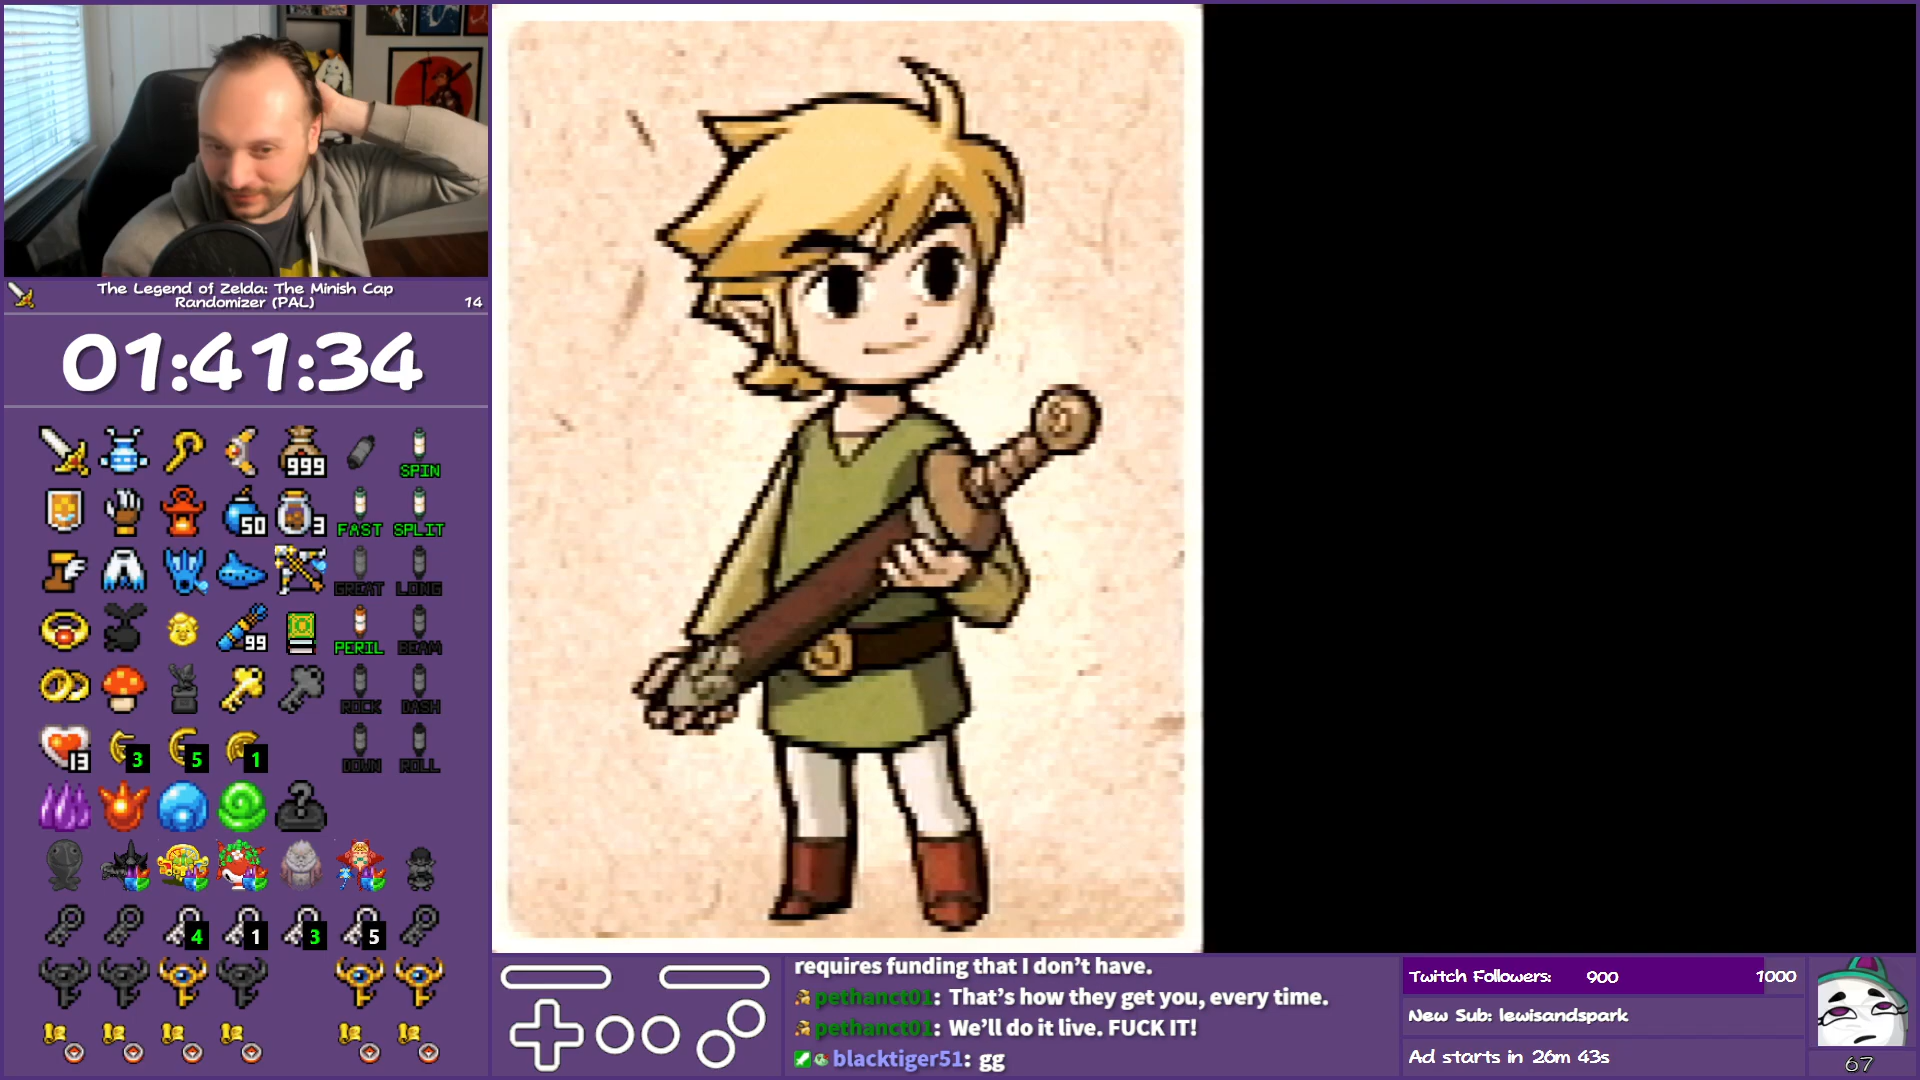 The Legend of Zelda: The Minish Cap
Randomizer (PAL)
14
01:41:34
999
SPIN
50
3
FAST
SPLIT
GREAT
LONG
99
PERIL
BEAM
ROCK
DASH
13
3
5
1
DOWN
ROLL
4
1
3
5
requires funding that I don't have.
pethanct01: That's how they get you, every time.
pethanct01: We'll do it live. FUCK IT!
blacktiger51: gg
Twitch Followers: 900 1000
New Sub: lewisandspark
Ad starts in 26m 43s
67